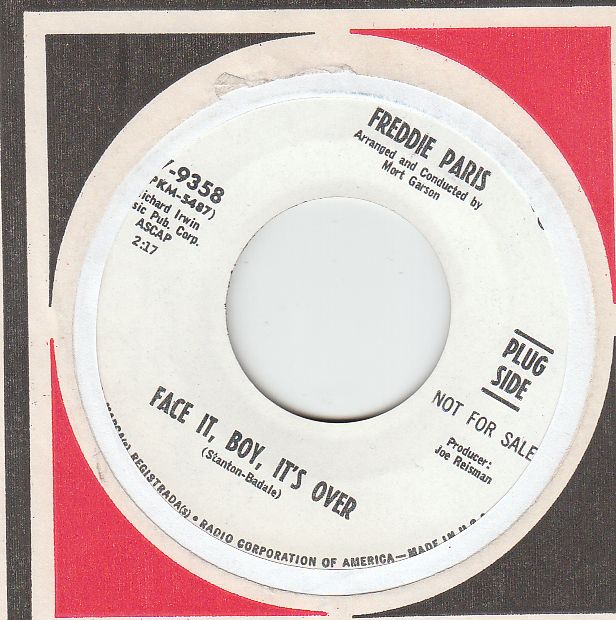 FREDDIE PARIS
Arranged and Conducted by
Mort Garson
-9358
PKM-5487)
ichard Irwin
sic Pub. Corp.
ASCAP
2:17
PLUG
SIDE
NOT FOR SALE
Producer:
Joe Reisman
FACE IT, BOY, IT'S OVER
(Stanton-Badale)
MARCA(s) REGISTRADA(s) • RADIO CORPORATION OF AMERICA—MADE IN U.S.